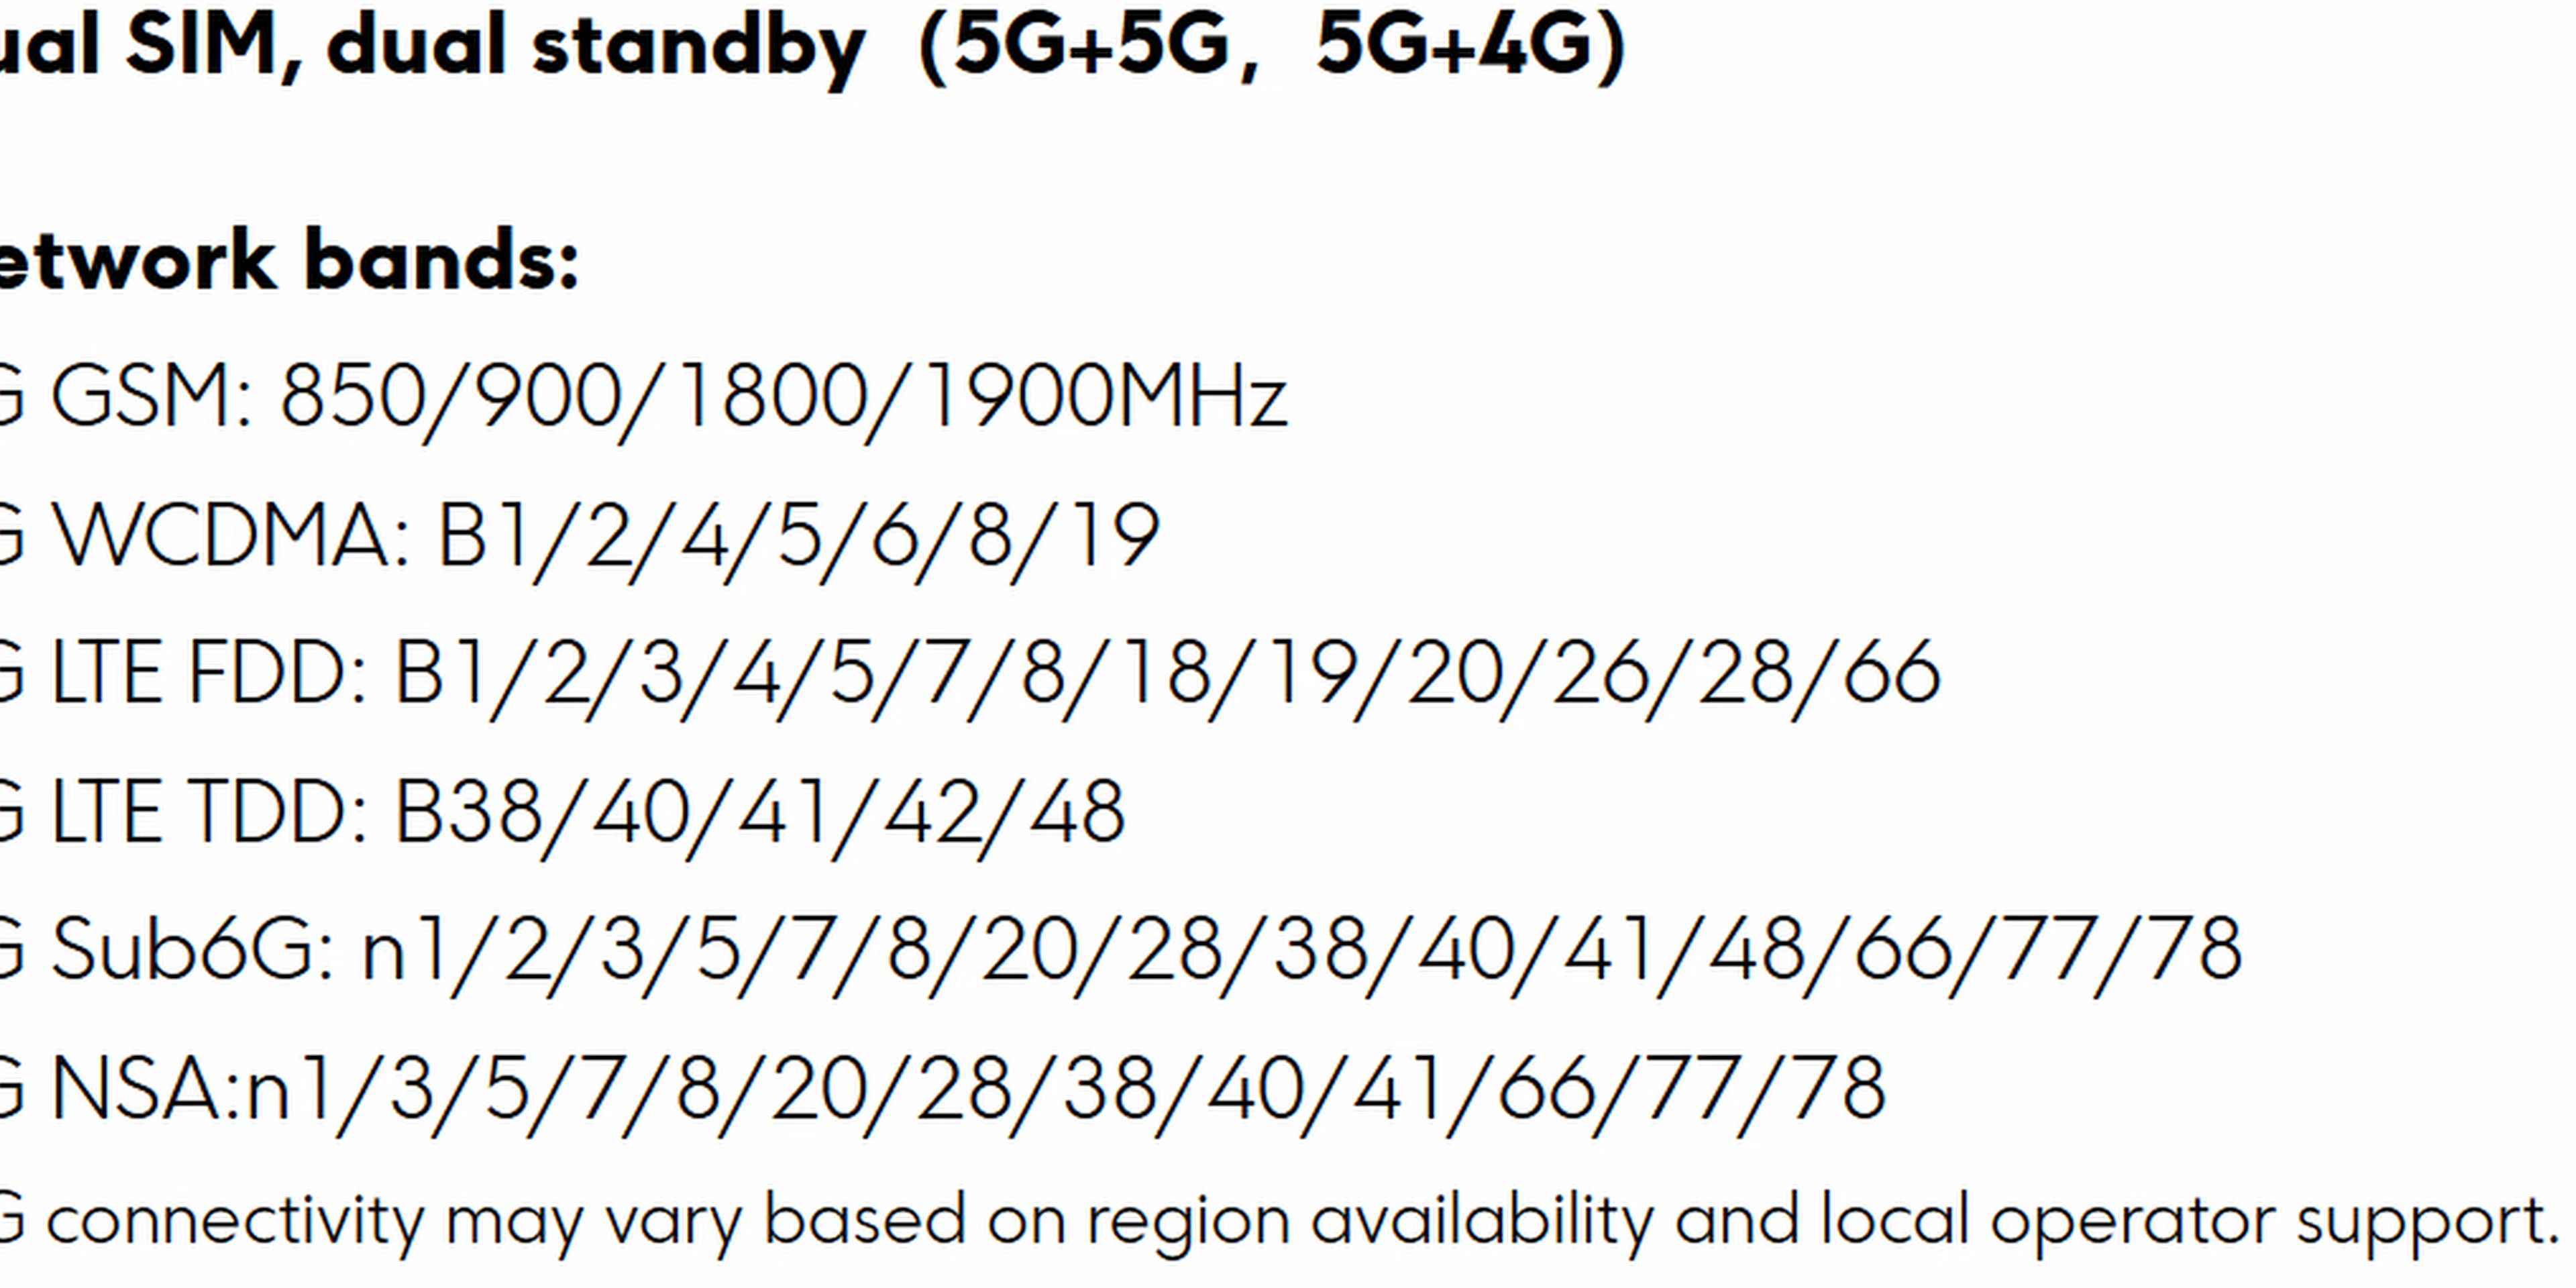 ual SIM, dual standby (5G+5G, 5G+4G)
etwork bands:
G GSM: 850/900/1800/1900MHz
G WCDMA: B1/2/4/5/6/8/19
G LTE FDD: B1/2/3/4/5/7/8/18/19/20/26/28/66
G LTE TDD: B38/40/41/42/48
G Sub6G: n1/2/3/5/7/8/20/28/38/40/41/48/66/77/78
G NSA:n1/3/5/7/8/20/28/38/40/41/66/77/78
G connectivity may vary based on region availability and local operator support.